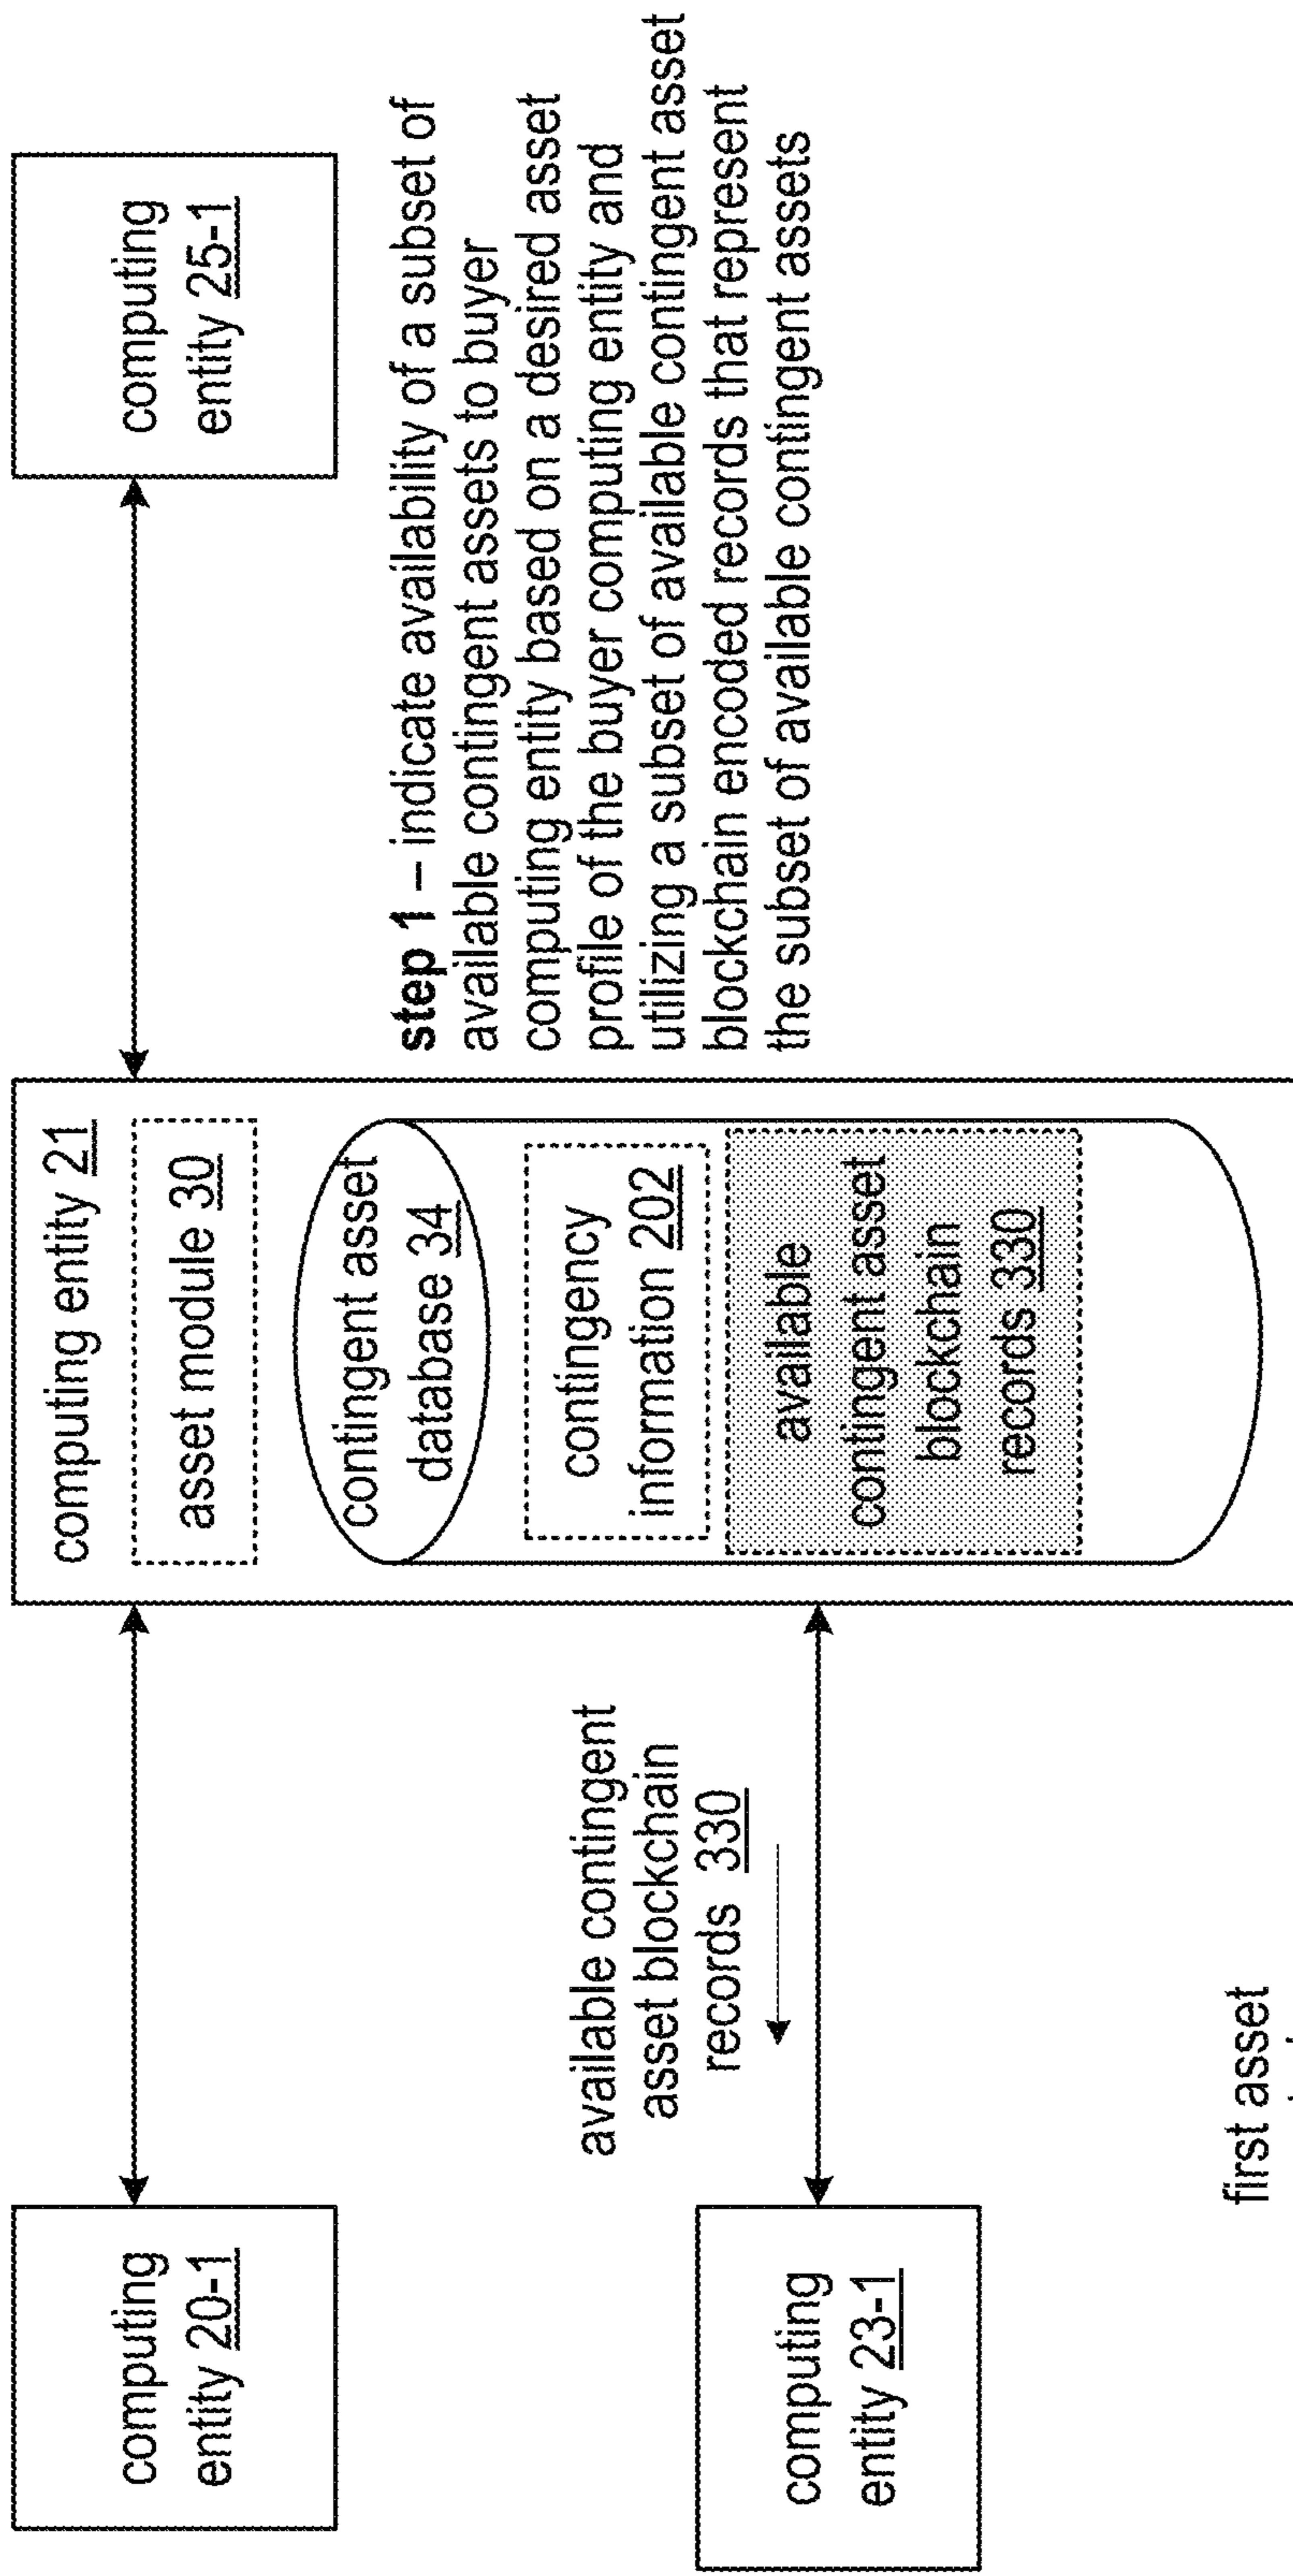 computing
entity 20-1
computing entity 21
asset module 30
contingent asset
database 34
contingency
information 202
available
contingent asset
blockchain
records 330
computing
entity 25-1
available contingent
asset blockchain
records 330
computing
entity 23-1
step 1 – indicate availability of a subset of
available contingent assets to buyer
computing entity based on a desired asset
profile of the buyer computing entity and
utilizing a subset of available contingent asset
blockchain encoded records that represent
the subset of available contingent assets
first asset